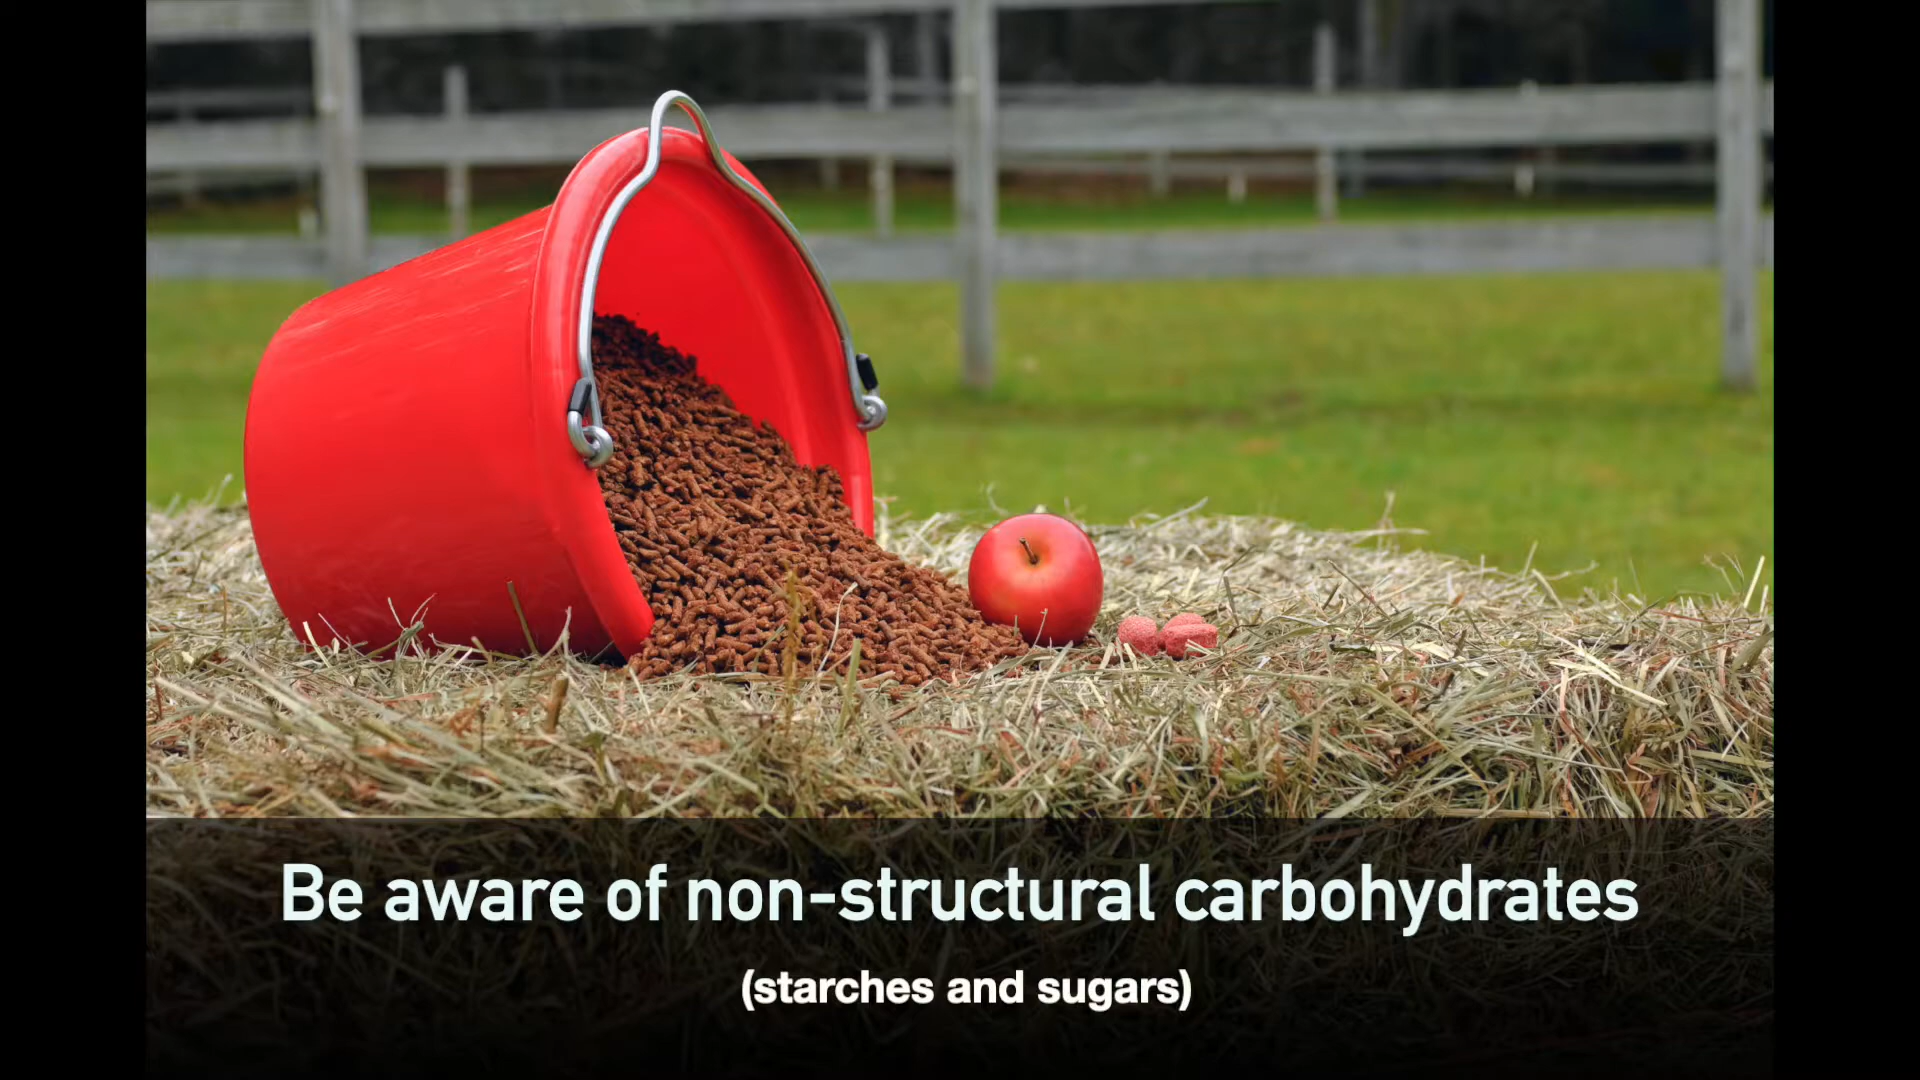 Be aware of non-structural carbohydrates
(starches and sugars)